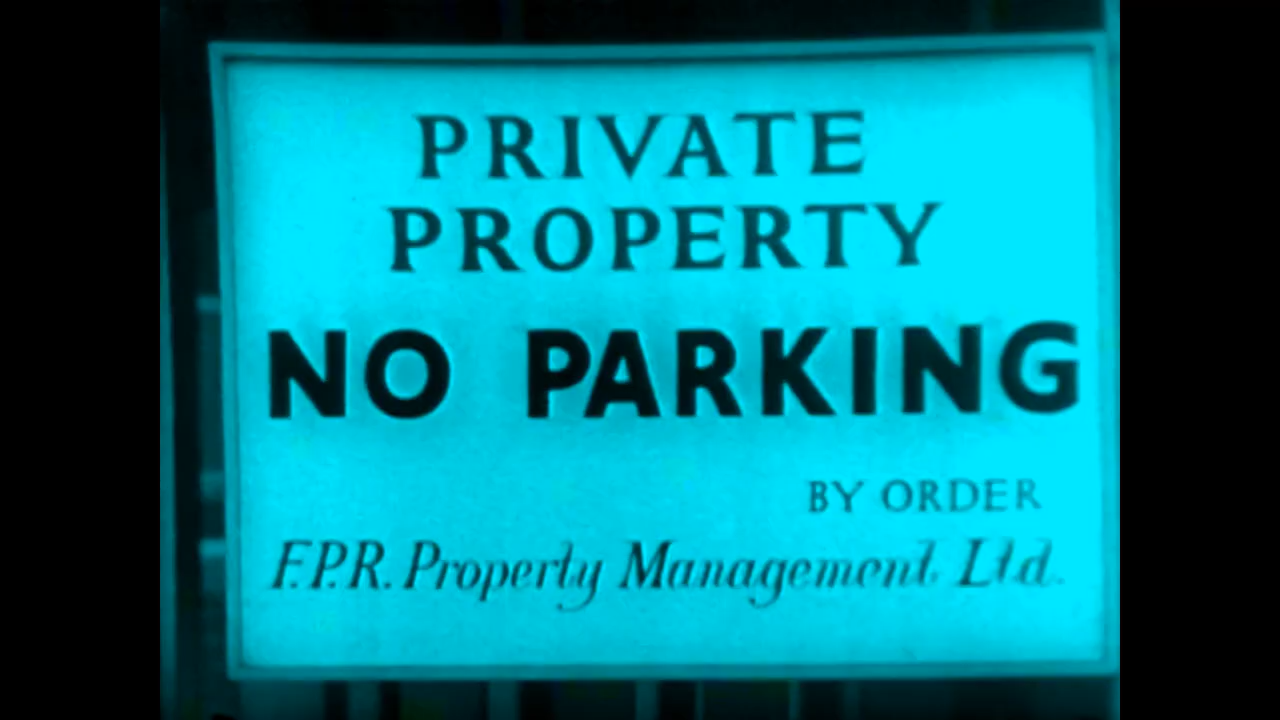 PRIVATE
PROPERTY
NO PARKING
BY ORDER
F.P.R. Property Management Ltd.